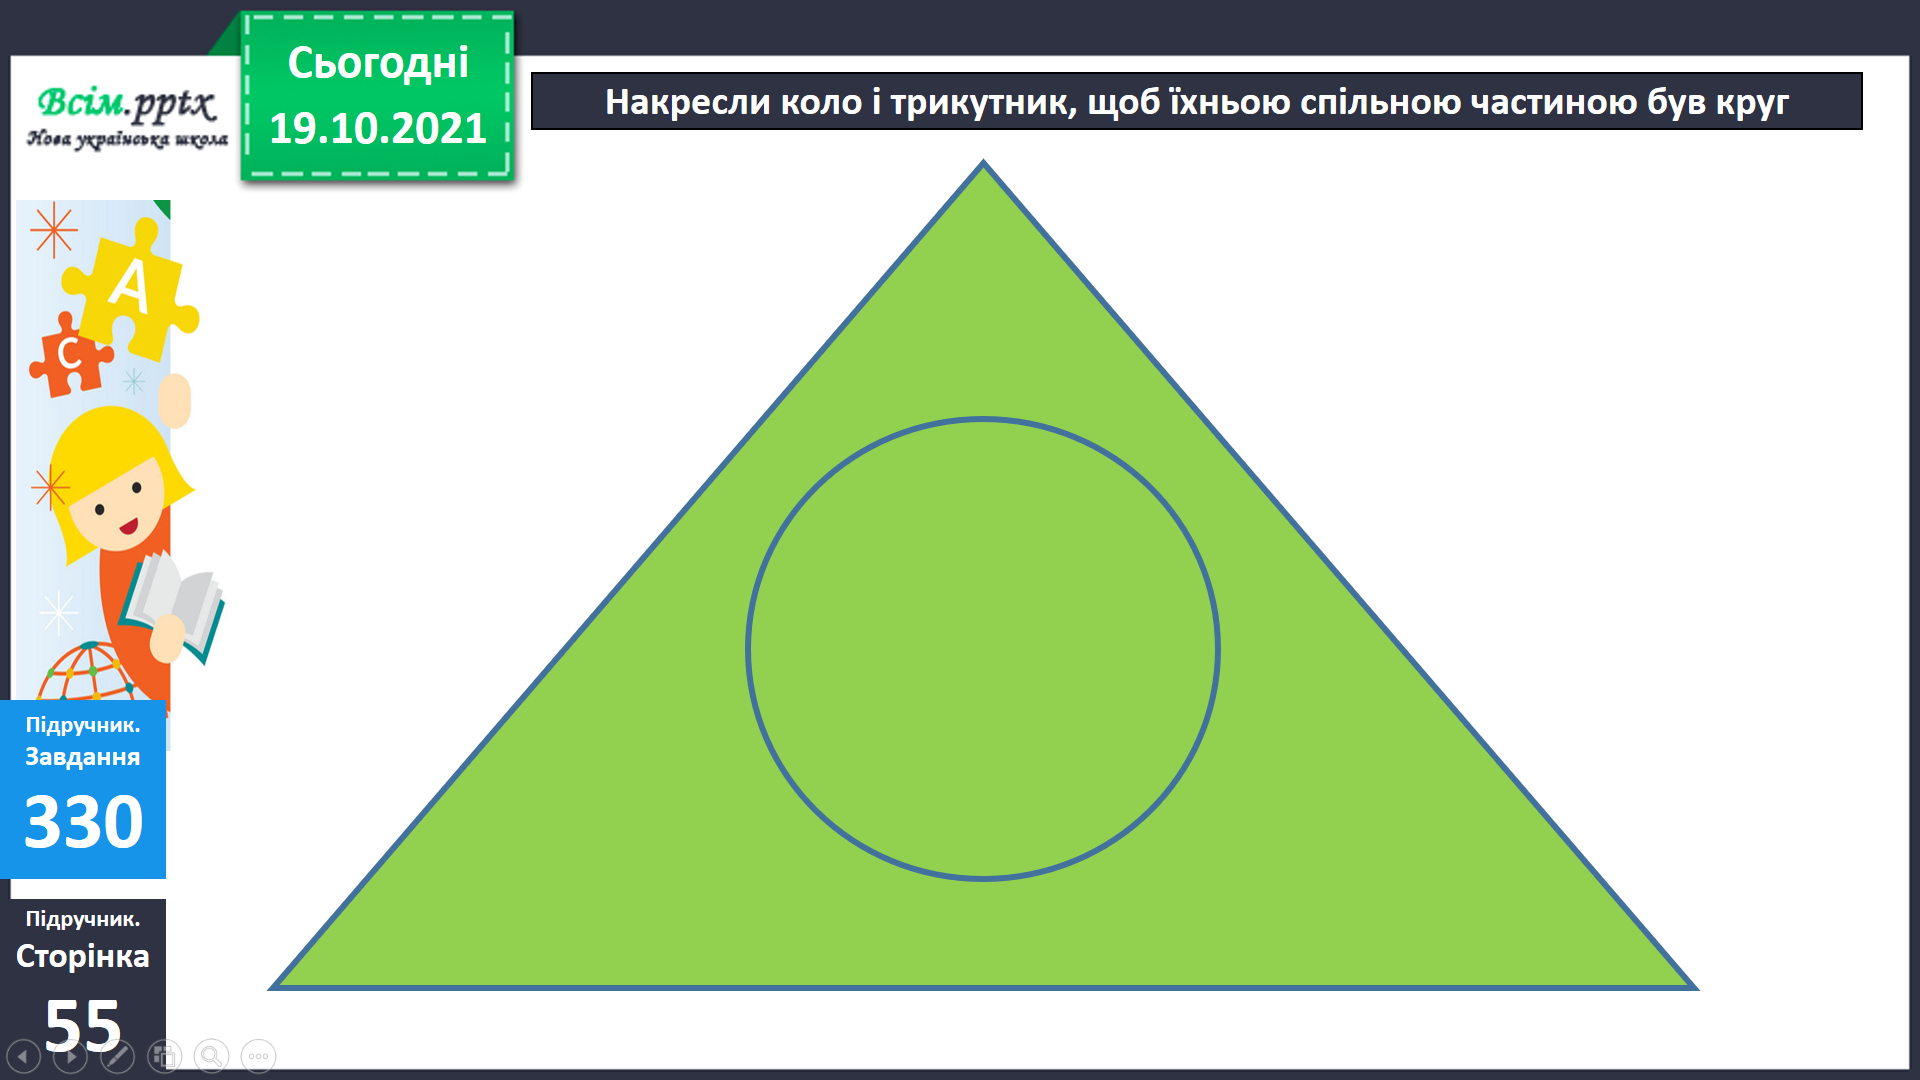 Сьогодні
19.10.2021
Накресли коло і трикутник, щоб їхньою спільною частиною був круг
Всім.pptx
Нова українська школа
А
С
Підручник.
Завдання
330
Підручник.
Сторінка
55